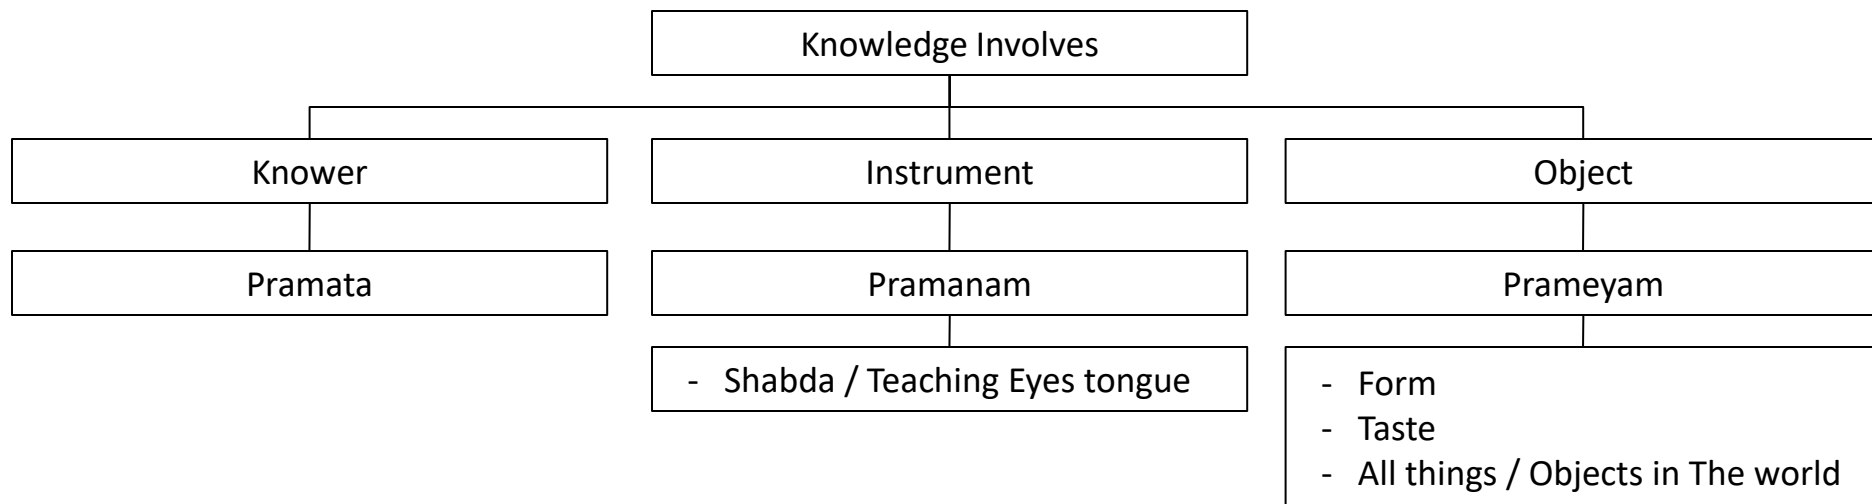 Knowledge Involves
Knower
Instrument
Object
Pramata
Pramanam
Prameyam
- Shabda / Teaching Eyes tongue
- Form
- Taste
- All things / Objects in The world